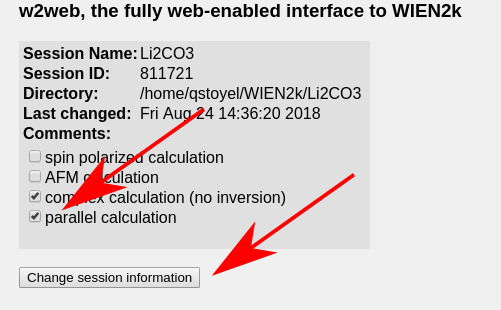 w2web, the fully web-enabled interface to WIEN2k
Session Name: Li2CO3
Session ID: 811721
Directory: /home/qstoyel/WIEN2k/Li2CO3
Last changed: Fri Aug 24 14:36:20 2018
Comments:
spin polarized calculation
AFM calculation
complex calculation (no inversion)
parallel calculation
Change session information